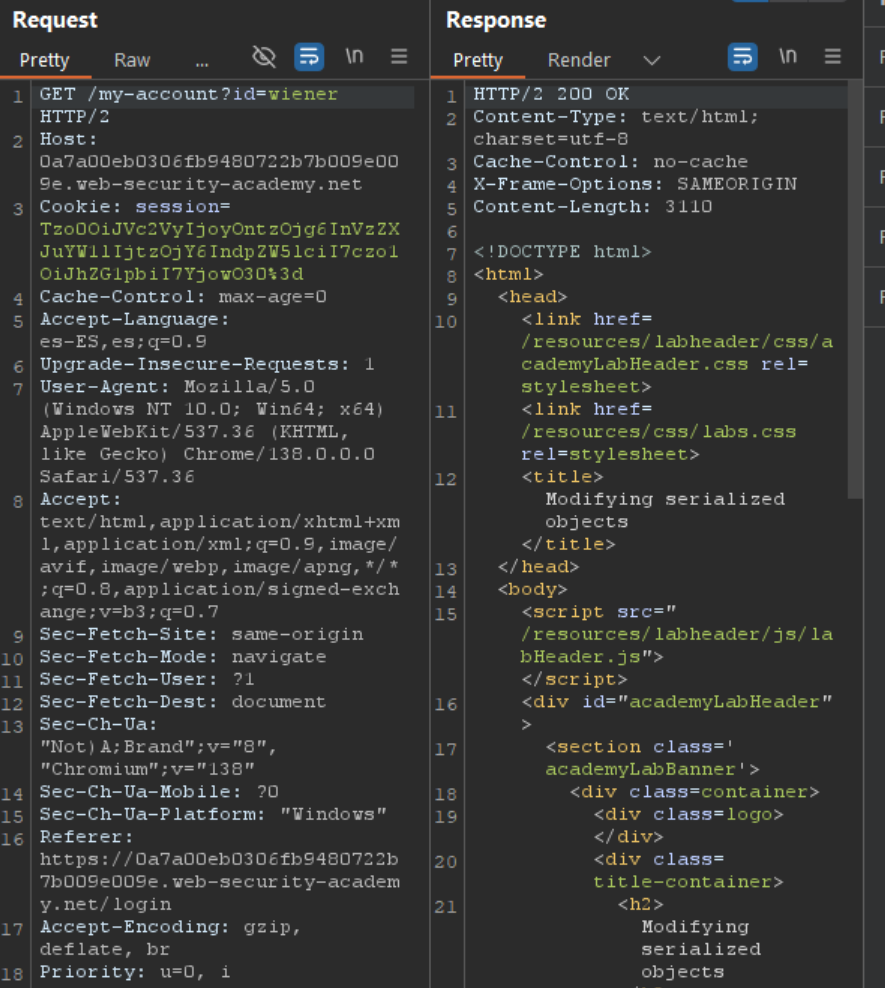 Request
Pretty Raw ... \n
1 GET /my-account?id=wiener
HTTP/2
2 Host:
0a7a00eb0306fb9480722b7b009e00
9e.web-security-academy.net
3 Cookie: session=
Tzo0OiJVc2VyIjoyOntzOjg6InVzZX
JuYW1lIjtzOjY6IndpZW5lciI7czo1
OiJhZG1pbiI7YjowO30%3d
4 Cache-Control: max-age=0
5 Accept-Language:
es-ES,es;q=0.9
6 Upgrade-Insecure-Requests: 1
7 User-Agent: Mozilla/5.0
(Windows NT 10.0; Win64; x64)
AppleWebKit/537.36 (KHTML,
like Gecko) Chrome/138.0.0.0
Safari/537.36
8 Accept:
text/html,application/xhtml+xm
l,application/xml;q=0.9,image/
avif,image/webp,image/apng,*/*
;q=0.8,application/signed-exch
ange;v=b3;q=0.7
9 Sec-Fetch-Site: same-origin
10 Sec-Fetch-Mode: navigate
11 Sec-Fetch-User: ?1
12 Sec-Fetch-Dest: document
13 Sec-Ch-Ua:
"Not)A;Brand";v="8",
"Chromium";v="138"
14 Sec-Ch-Ua-Mobile: ?0
15 Sec-Ch-Ua-Platform: "Windows"
16 Referer:
https://0a7a00eb0306fb9480722b
7b009e009e.web-security-academ
y.net/login
17 Accept-Encoding: gzip,
deflate, br
18 Priority: u=0, i
Response
Pretty Render \n
1 HTTP/2 200 OK
2 Content-Type: text/html;
charset=utf-8
3 Cache-Control: no-cache
4 X-Frame-Options: SAMEORIGIN
5 Content-Length: 3110
6
7 <!DOCTYPE html>
8 <html>
9 <head>
10 <link href=
/resources/labheader/css/a
cademyLabHeader.css rel=
stylesheet>
11 <link href=
/resources/css/labs.css
rel=stylesheet>
12 <title>
Modifying serialized
objects
</title>
13 </head>
14 <body>
15 <script src="
/resources/labheader/js/la
bHeader.js">
</script>
16 <div id="academyLabHeader"
>
17 <section class='
academyLabBanner'>
18 <div class=container>
19 <div class=logo>
</div>
20 <div class=
title-container>
21 <h2>
Modifying
serialized
objects